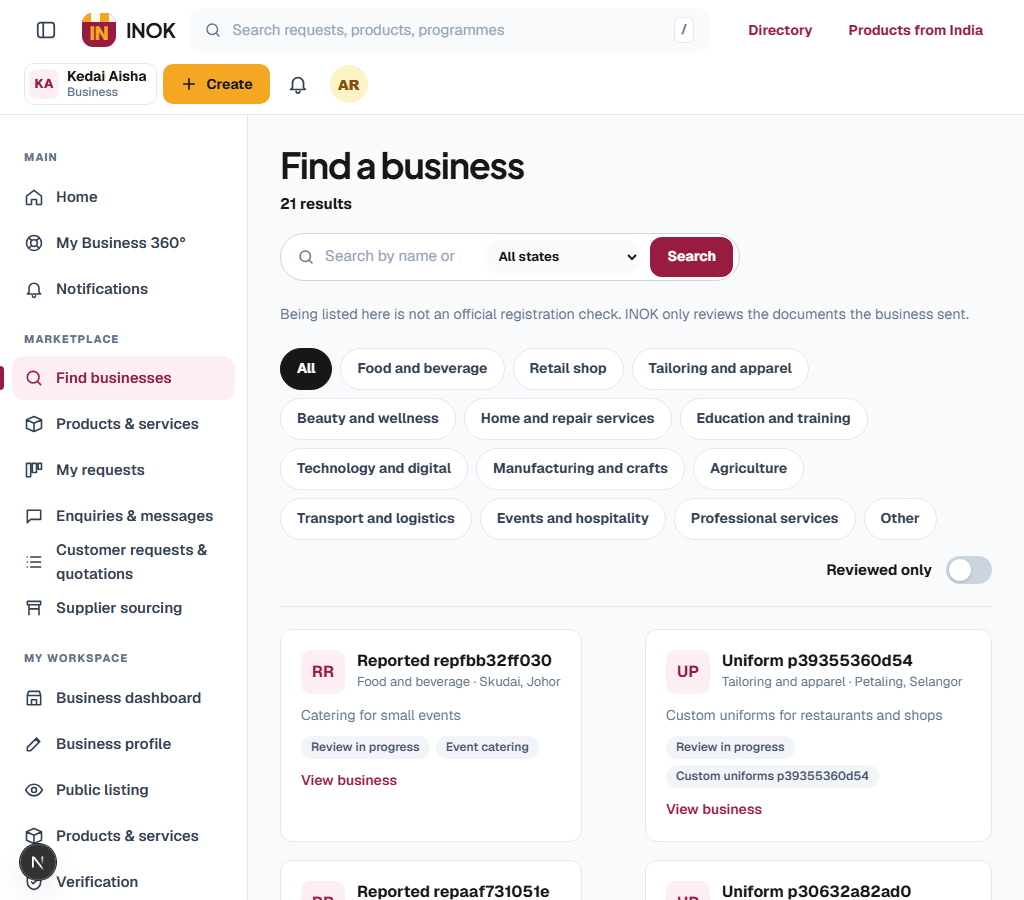 IN INOK
Search requests, products, programmes /
Directory
Products from India
KA Kedai Aisha
Business
Create
AR
MAIN
Home
My Business 360°
Notifications
MARKETPLACE
Find businesses
Products & services
My requests
Enquiries & messages
Customer requests &
quotations
Supplier sourcing
MY WORKSPACE
Business dashboard
Business profile
Public listing
Products & services
N
Verification
Find a business
21 results
Search by name or
All states
Search
Being listed here is not an official registration check. INOK only reviews the documents the business sent.
All
Food and beverage
Retail shop
Tailoring and apparel
Beauty and wellness
Home and repair services
Education and training
Technology and digital
Manufacturing and crafts
Agriculture
Transport and logistics
Events and hospitality
Professional services
Other
Reviewed only
RR
Reported repfbb32ff030
Food and beverage · Skudai, Johor
Catering for small events
Review in progress
Event catering
View business
UP
Uniform p39355360d54
Tailoring and apparel · Petaling, Selangor
Custom uniforms for restaurants and shops
Review in progress
Custom uniforms p39355360d54
View business
RR
Reported repaaf731051e
UP
Uniform p30632a82ad0